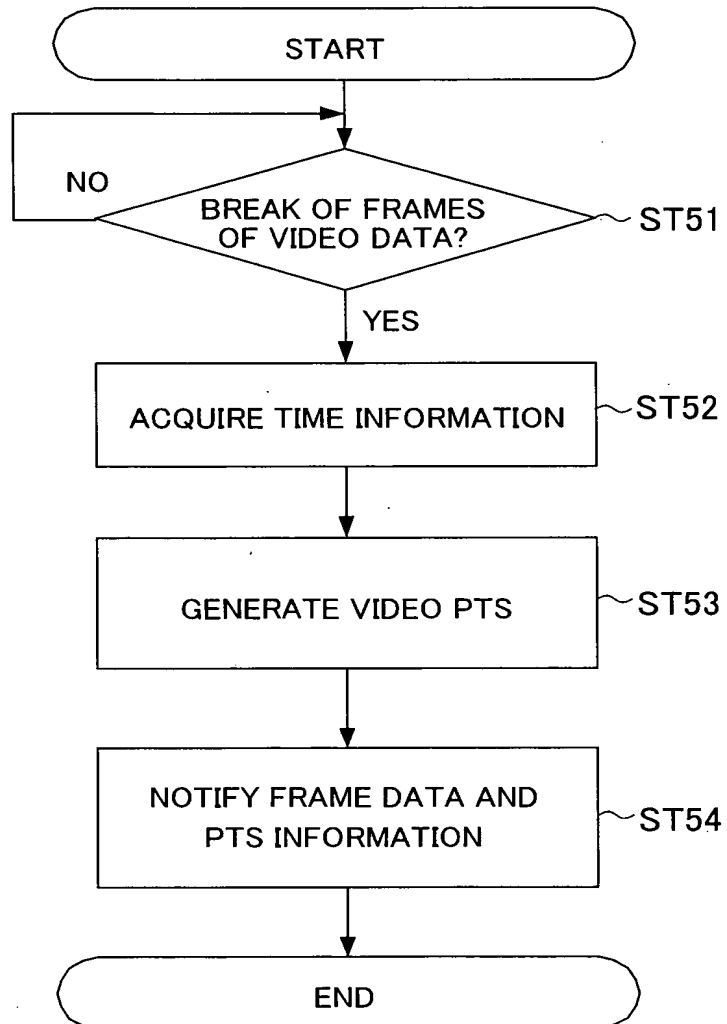 START
NO
BREAK OF FRAMES
OF VIDEO DATA?
ST51
YES
ACQUIRE TIME INFORMATION
ST52
GENERATE VIDEO PTS
ST53
NOTIFY FRAME DATA AND
PTS INFORMATION
ST54
END